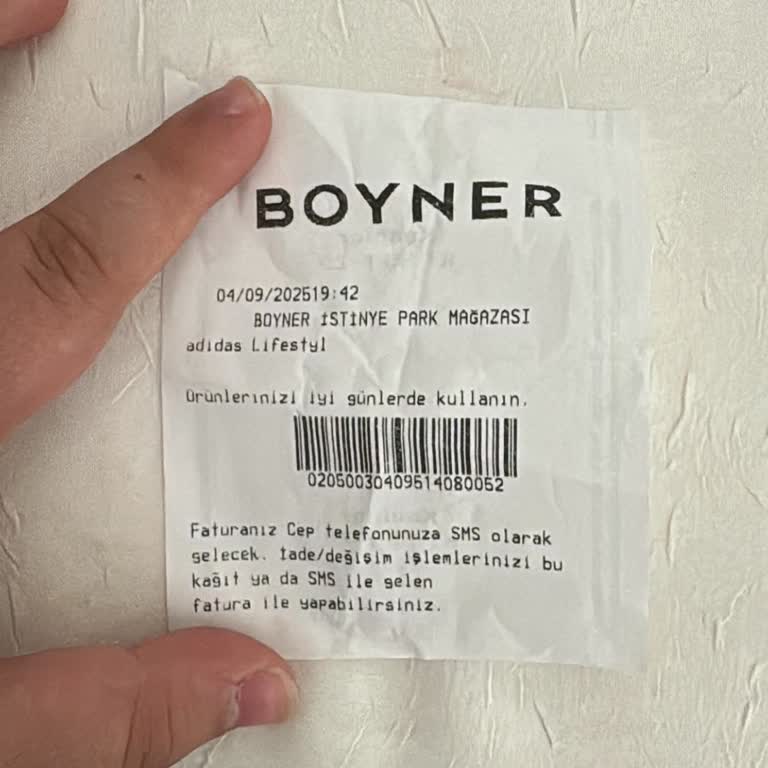 BOYNER
04/09/202519:42
BOYNER İSTİNYE PARK MAĞAZASI
adidas Lifestyl
Ürünlerinizi iyi günlerde kullanın.
02050030409514080052
Faturanız Cep telefonunuza SMS olarak
gelecek. İade/değişim işlemlerinizi bu
kağıt ya da SMS ile gelen
fatura ile yapabilirsiniz.